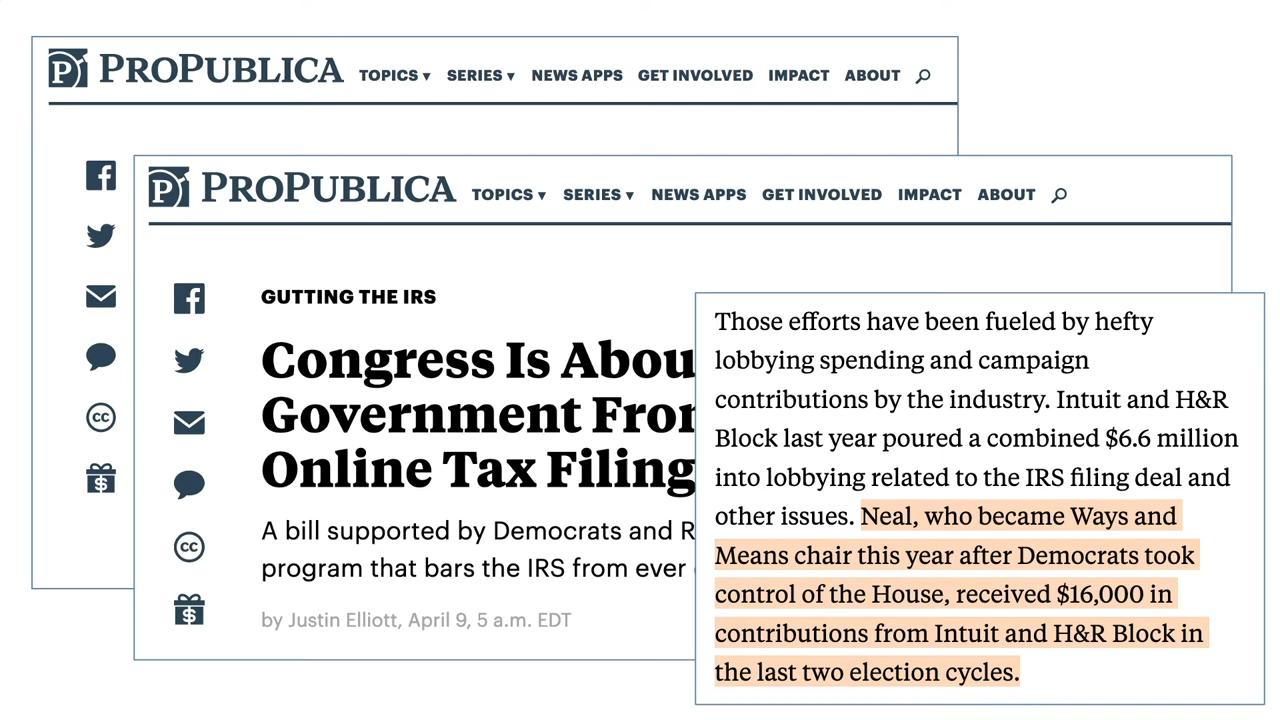 PROPUBLICA TOPICS ▾ SERIES ▾ NEWS APPS GET INVOLVED IMPACT ABOUT
PROPUBLICA TOPICS ▾ SERIES ▾ NEWS APPS GET INVOLVED IMPACT ABOUT
GUTTING THE IRS
Congress Is Abou
Government Fro
Online Tax Filing
A bill supported by Democrats and R
program that bars the IRS from ever
by Justin Elliott, April 9, 5 a.m. EDT
Those efforts have been fueled by hefty
lobbying spending and campaign
contributions by the industry. Intuit and H&R
Block last year poured a combined $6.6 million
into lobbying related to the IRS filing deal and
other issues. Neal, who became Ways and
Means chair this year after Democrats took
control of the House, received $16,000 in
contributions from Intuit and H&R Block in
the last two election cycles.